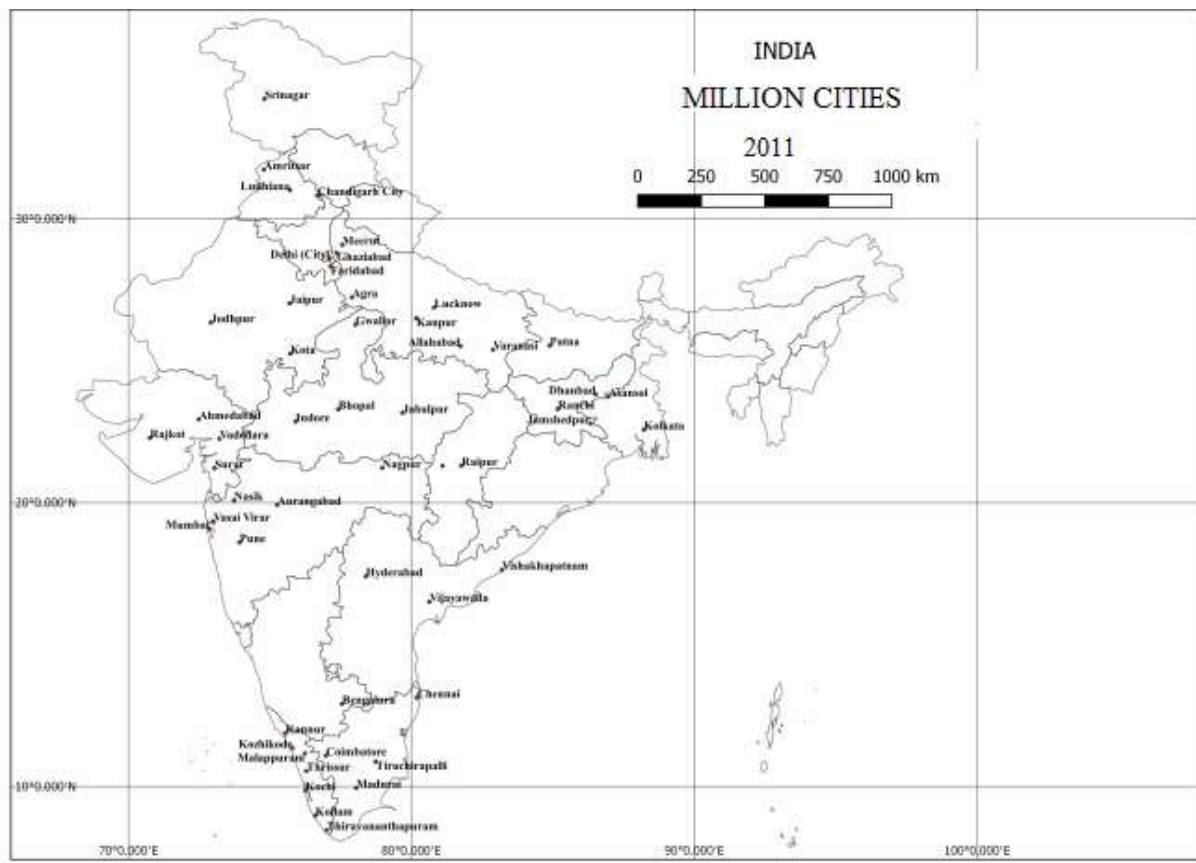 INDIA
MILLION CITIES
2011
0 250 500 750 1000 km
Srinagar
Amritsar
Ludhiana
Chandigarh City
30°0.000'N
Meerut
Delhi (City)
Ghaziabad
Faridabad
Agra
Jaipur
Lucknow
Jodhpur
Gwalior
Kanpur
Allahabad
Varanasi
Patna
Kota
Dhanbad
Asansol
Bhopal
Jabalpur
Ranchi
Ahmedabad
Indore
Jamshedpur
Kolkata
Rajkot
Vadodara
Surat
Nagpur
Raipur
Nasik
Aurangabad
20°0.000'N
Vasai Virar
Mumbai
Pune
Hyderabad
Vishakhapatnam
Vijayawada
Chennai
Bengaluru
Kannur
Kozhikode
Coimbatore
Malappuram
Thrissur
Tiruchirapalli
Kochi
Madurai
10°0.000'N
Kollam
Thiravananthapuram
70°0.000'E 80°0.000'E 90°0.000'E 100°0.000'E